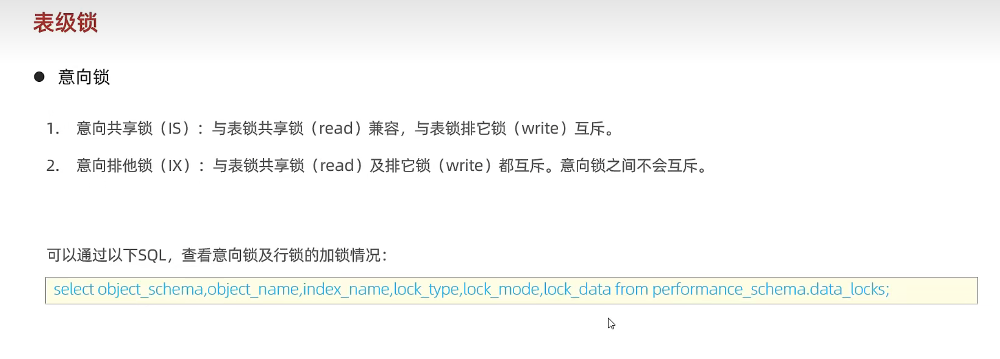 表级锁
● 意向锁
1. 意向共享锁（IS）：与表锁共享锁（read）兼容，与表锁排它锁（write）互斥。
2. 意向排他锁（IX）：与表锁共享锁（read）及排它锁（write）都互斥。意向锁之间不会互斥。
可以通过以下SQL，查看意向锁及行锁的加锁情况：
select object_schema,object_name,index_name,lock_type,lock_mode,lock_data from performance_schema.data_locks;